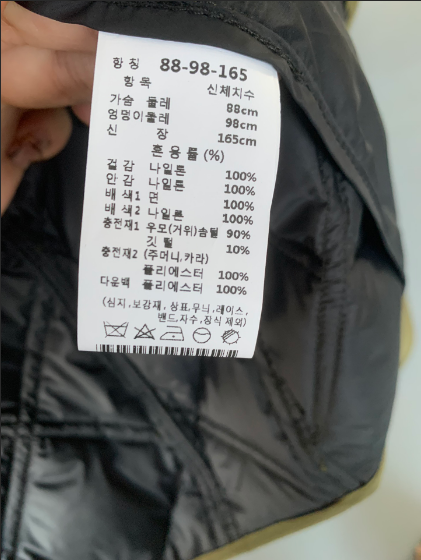 호 칭 88-98-165
항 목 신체치수
가슴 둘레 88cm
엉덩이둘레 98cm
신 장 165cm
혼 용 률 (%)
겉 감 나일론 100%
안 감 나일론 100%
배 색1 면 100%
배 색2 나일론 100%
충전재1 우모(거위)솜털 90%
깃 털 10%
충전재2 (주머니,카라)
폴리에스터 100%
다운백 폴리에스터 100%
(심지,보강재,상표,무늬,레이스,
밴드,자수,장식 제외)